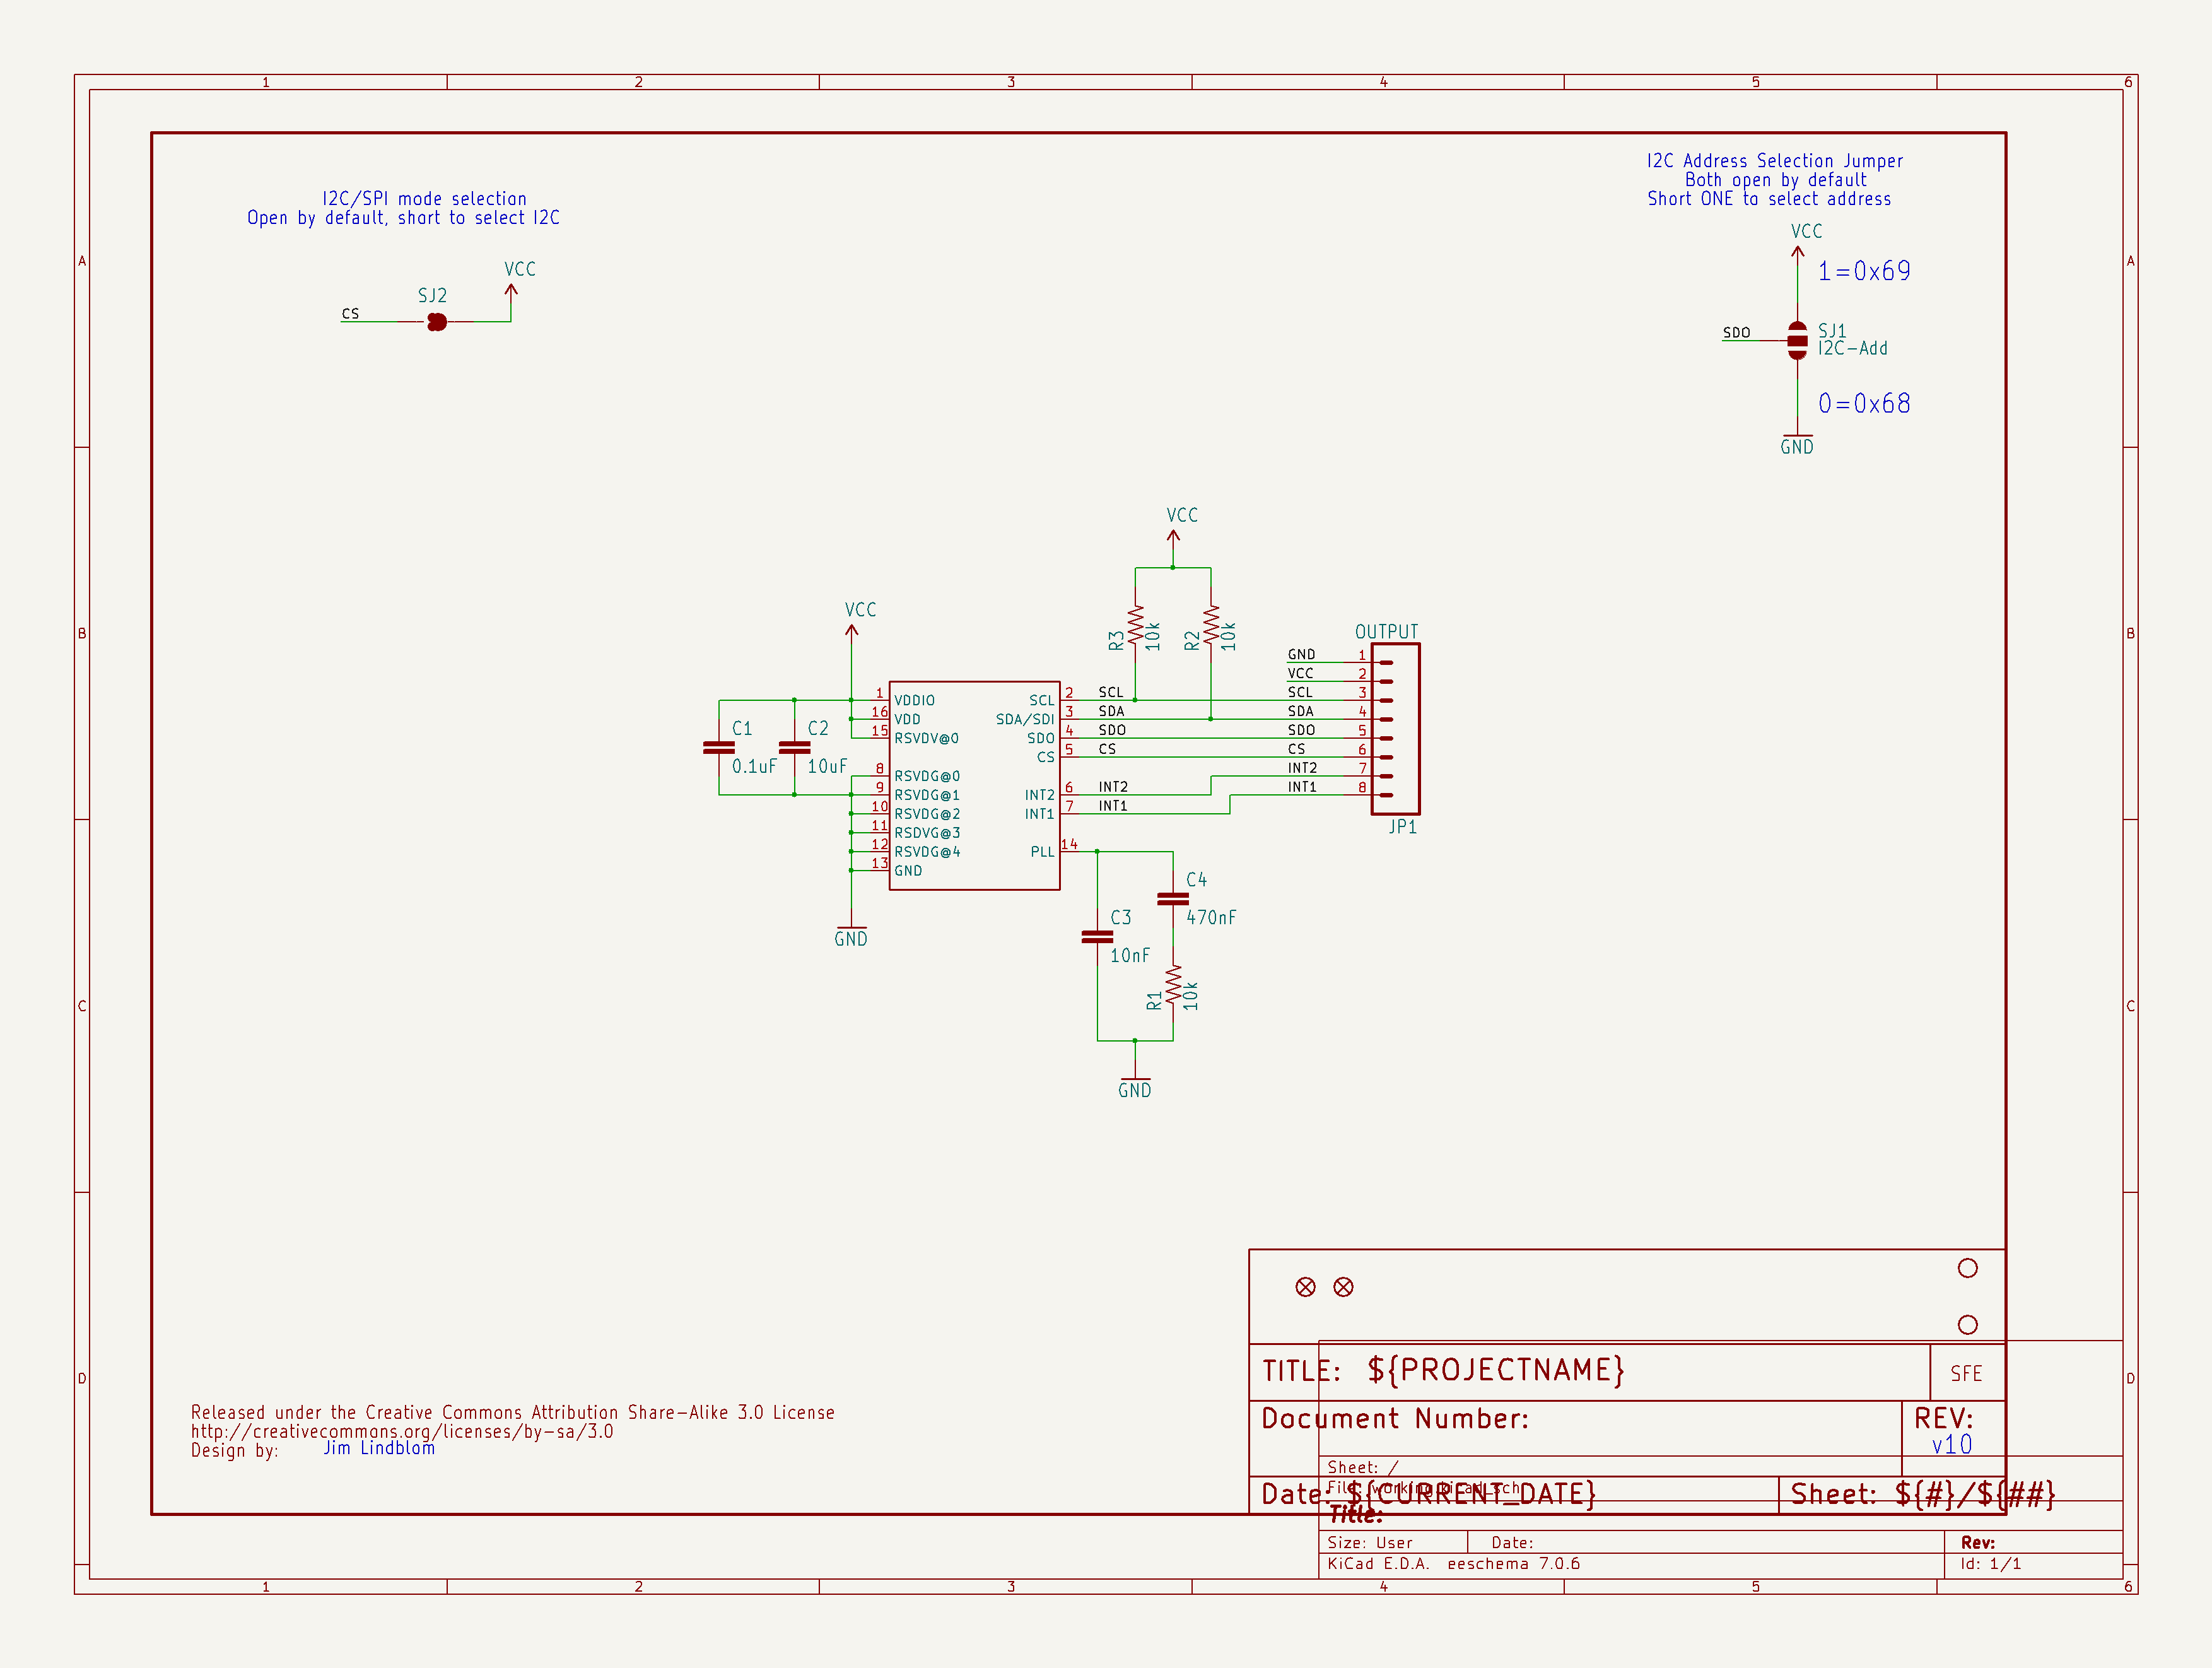 1 2 3 4 5 6
I2C Address Selection Jumper
Both open by default
Short ONE to select address
I2C/SPI mode selection
Open by default, short to select I2C
A
A
VCC
1=0x69
VCC
SJ2
CS
SDO
SJ1
I2C-Add
0=0x68
GND
VCC
VCC
B
B
R3
10k
R2
10k
OUTPUT
GND 1
VCC 2
1 VDDIO
SCL 2 SCL
SCL 3
16 VDD
SDA/SDI 3 SDA
SDA 4
15 RSVDV@0
SDO 4 SDO
SDO 5
CS 5 CS
CS 6
C1
0.1uF
C2
10uF
8 RSVDG@0
INT2 7
9 RSVDG@1
INT2 6 INT2
INT1 8
10 RSVDG@2
INT1 7 INT1
11 RSDVG@3
JP1
12 RSVDG@4
PLL 14
13 GND
GND
C4
470nF
C3
10nF
R1
10k
C
C
GND
TITLE: ${PROJECTNAME}
SFE
D
D
Document Number:
REV:
v10
Released under the Creative Commons Attribution Share-Alike 3.0 License
http://creativecommons.org/licenses/by-sa/3.0
Design by: Jim Lindblom
Sheet: /
File: working.kicad_sch
Date: ${CURRENT_DATE}
Sheet: ${#}/${##}
Title:
Size: User
Date:
Rev:
KiCad E.D.A. eeschema 7.0.6
Id: 1/1
1 2 3 4 5 6